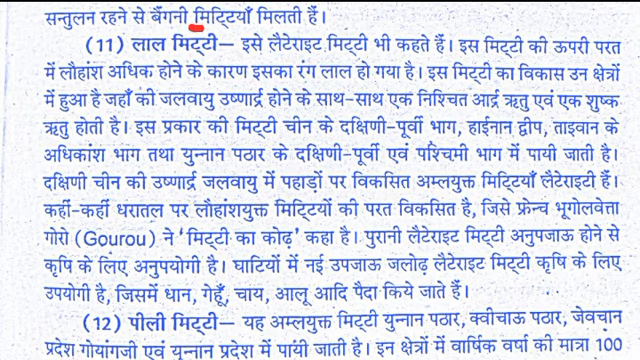 सन्तुलन रहने से बैंगनी मिट्टियाँ मिलती हैं।
(11) लाल मिट्टी— इसे लैटेराइट मिट्टी भी कहते हैं। इस मिट्टी की ऊपरी परत
में लौहांश अधिक होने के कारण इसका रंग लाल हो गया है। इस मिट्टी का विकास उन क्षेत्रों
में हुआ है जहाँ की जलवायु उष्णार्द्र होने के साथ-साथ एक निश्चित आर्द्र ऋतु एवं एक शुष्क
ऋतु होती है। इस प्रकार की मिट्टी चीन के दक्षिणी-पूर्वी भाग, हाईनान द्वीप, ताइवान के
अधिकांश भाग तथा युन्नान पठार के दक्षिणी-पूर्वी एवं पश्चिमी भाग में पायी जाती है।
दक्षिणी चीन की उष्णार्द्र जलवायु में पहाड़ों पर विकसित अम्लयुक्त मिट्टियाँ लैटेराइटी हैं।
कहीं-कहीं धरातल पर लौहांशयुक्त मिट्टियों की परत विकसित है, जिसे फ्रेन्च भूगोलवेत्ता
गोरो (Gourou) ने 'मिट्टी का कोढ़' कहा है। पुरानी लैटेराइट मिट्टी अनुपजाऊ होने से
कृषि के लिए अनुपयोगी है। घाटियों में नई उपजाऊ जलोढ़ लैटेराइट मिट्टी कृषि के लिए
उपयोगी है, जिसमें धान, गेहूँ, चाय, आलू आदि पैदा किये जाते हैं।
(12) पीली मिट्टी— यह अम्लयुक्त मिट्टी युन्नान पठार, क्वीचाऊ पठार, जेवचान
प्रदेश गोयांगजी एवं युन्नान प्रदेश में पायी जाती है। इन क्षेत्रों में वार्षिक वर्षा की मात्रा 100